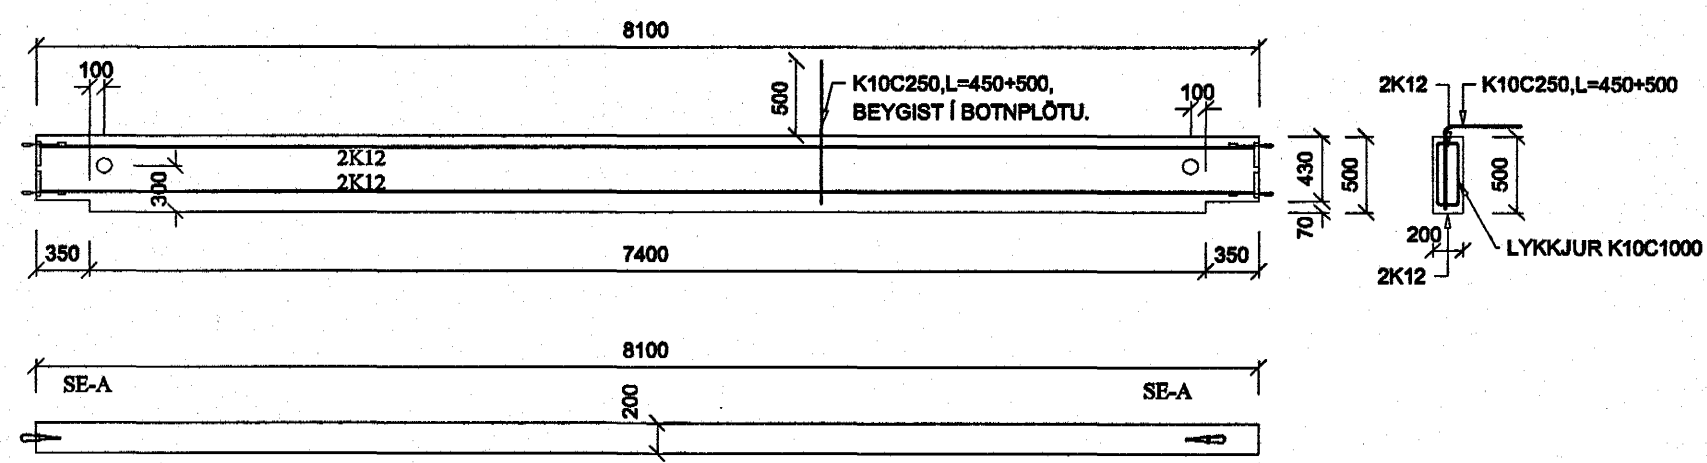 8100
100
500
K10C250,L=450+500,
BEYGIST Í BOTNPLÖTU.
100
2K12
K10C250,L=450+500
2K12
2K12
300
430
500
500
70
200
350
7400
350
LYKKJUR K10C1000
2K12
8100
SE-A
SE-A
200